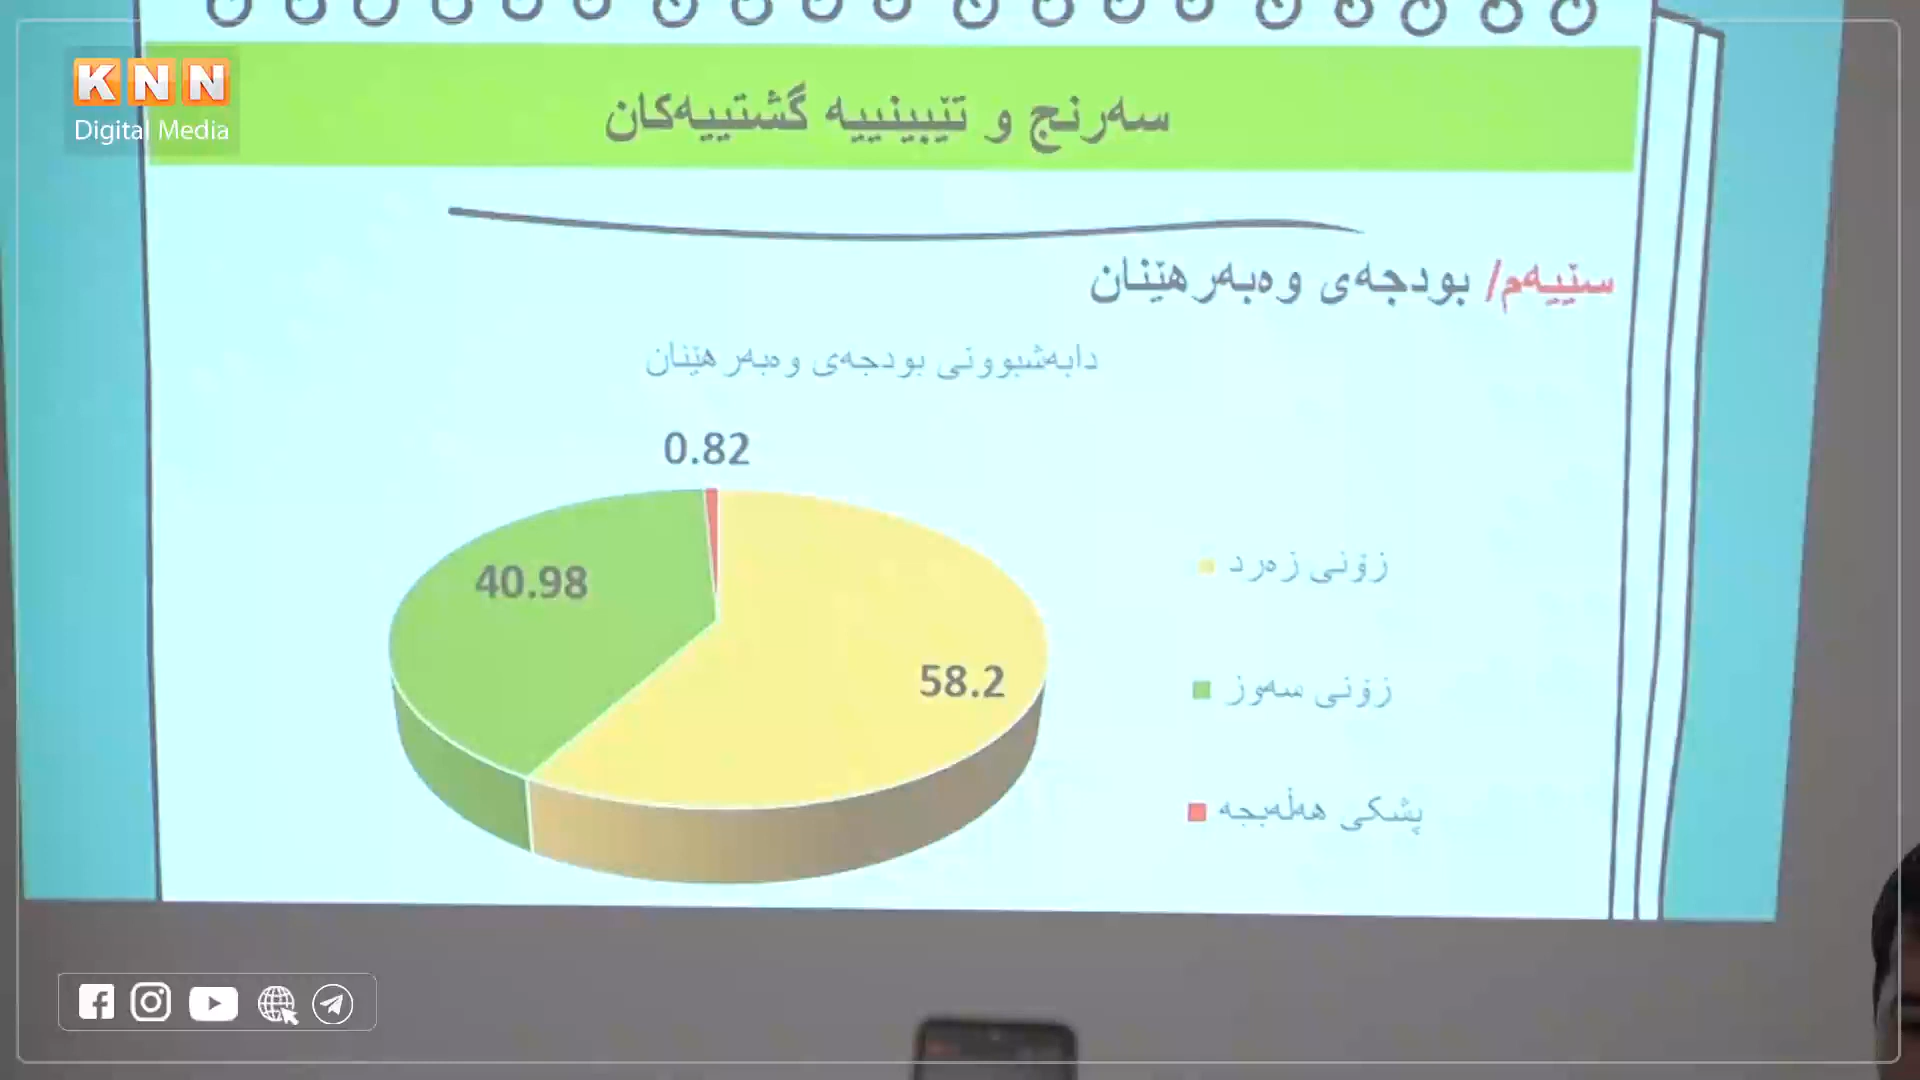 KNN
Digital Media
سەرنج و تێبینییە گشتییەکان
سێیەم/ بودجەی وەبەرهێنان
دابەشبوونی بودجەی وەبەرهێنان
0.82
40.98
58.2
زۆنی زەرد
زۆنی سەوز
پشکی هەڵەبجە